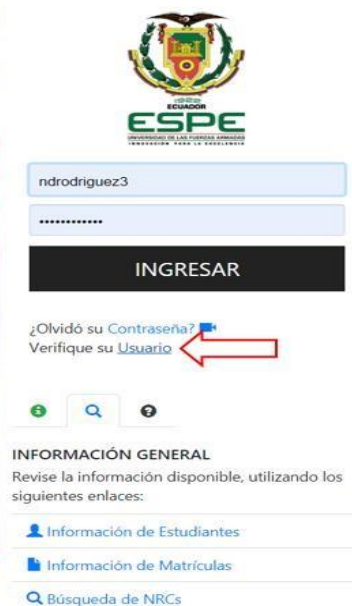 ECUADOR
ESPE
UNIVERSIDAD DE LAS FUERZAS ARMADAS
INNOVACIÓN PARA LA EXCELENCIA
ndrodriguez3
••••••••••••
INGRESAR
¿Olvidó su Contraseña?
Verifique su Usuario
INFORMACIÓN GENERAL
Revise la información disponible, utilizando los
siguientes enlaces:
Información de Estudiantes
Información de Matrículas
Búsqueda de NRCs